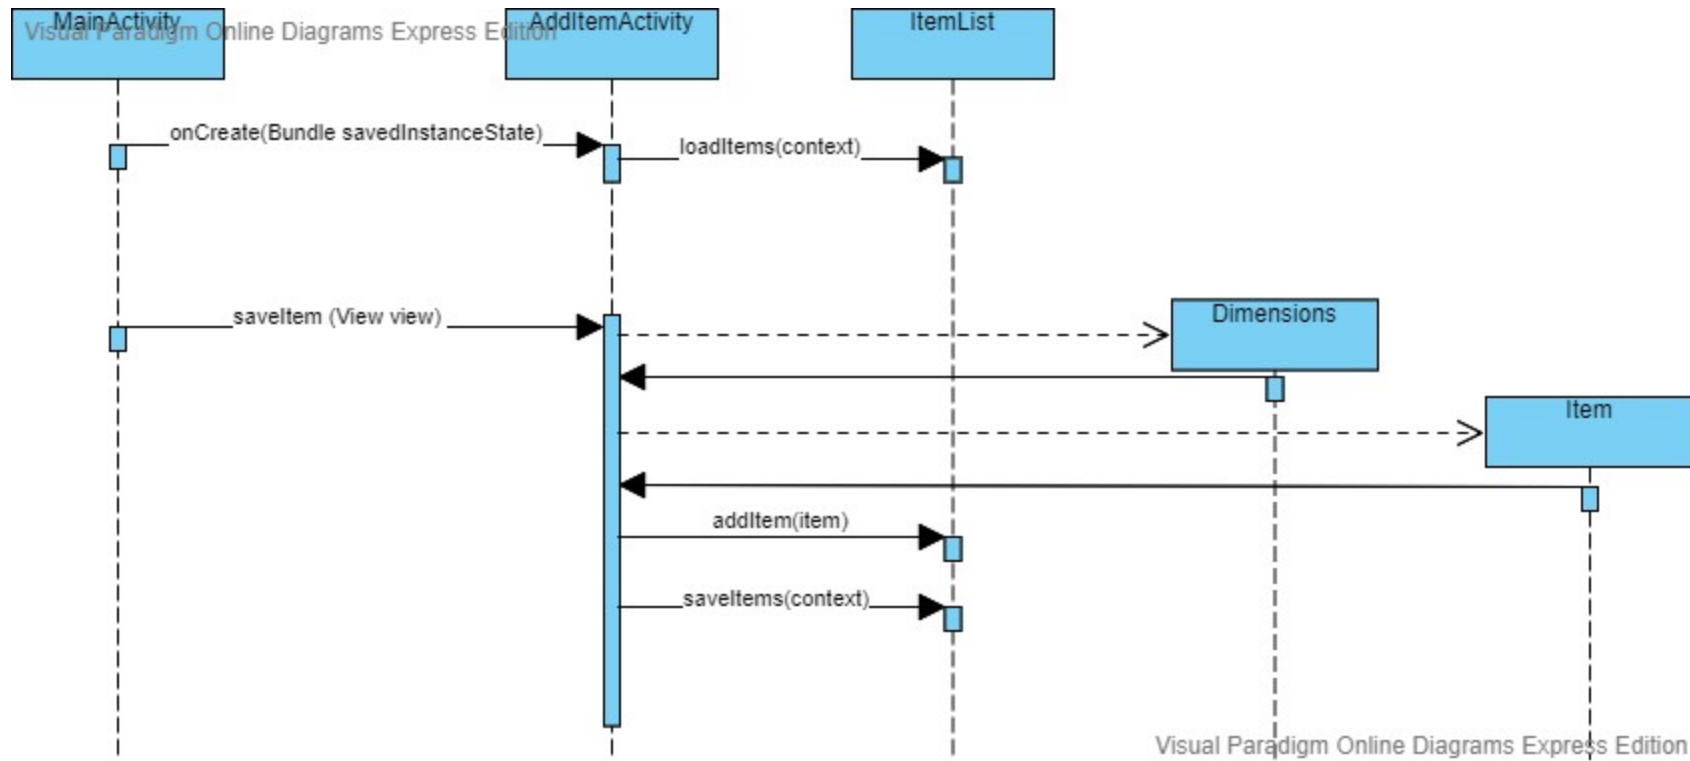 MainActivity
AddItemActivity
ItemList
Visual Paradigm Online Diagrams Express Edition
onCreate(Bundle savedInstanceState)
loadItems(context)
saveItem (View view)
Dimensions
Item
addItem(item)
saveItems(context)
Visual Paradigm Online Diagrams Express Edition